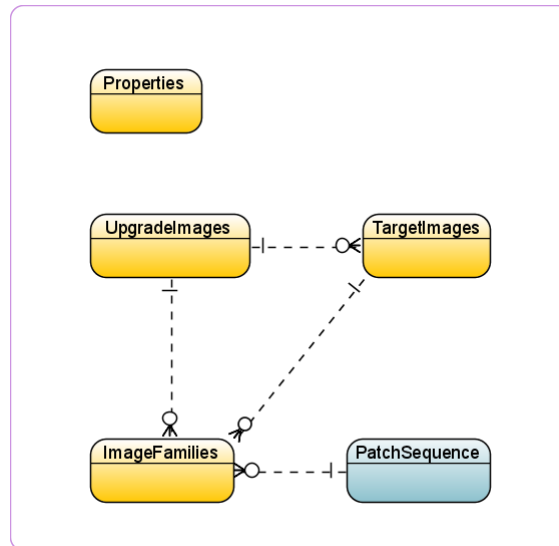 Properties
UpgradeImages
TargetImages
ImageFamilies
PatchSequence